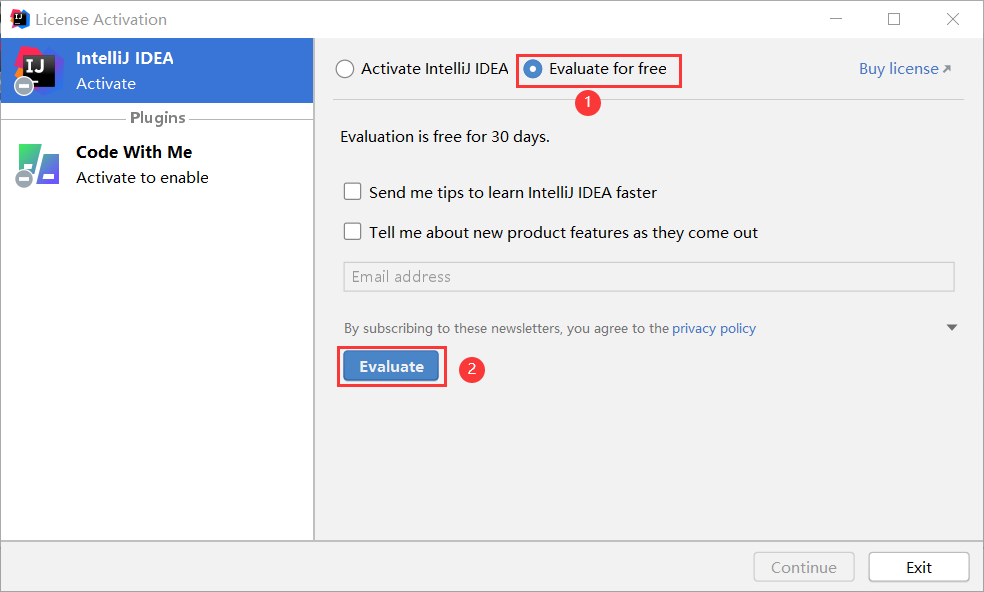 License Activation
IJ
IntelliJ IDEA
Activate
Plugins
Code With Me
Activate to enable
Activate IntelliJ IDEA
Evaluate for free
Buy license
1
Evaluation is free for 30 days.
Send me tips to learn IntelliJ IDEA faster
Tell me about new product features as they come out
Email address
By subscribing to these newsletters, you agree to the privacy policy
Evaluate
2
Continue
Exit